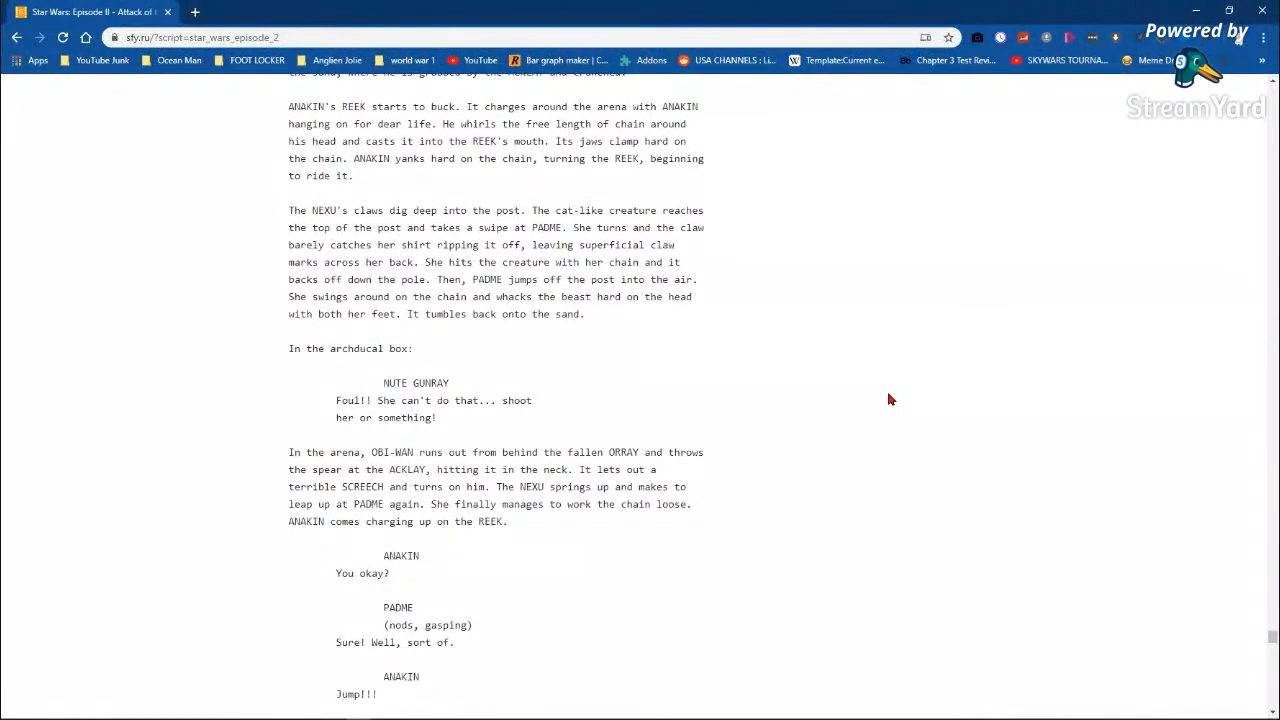 Star Wars: Episode II - Attack of
sfy.ru/?script=star_wars_episode_2
Powered by
StreamYard
Apps YouTube Junk Ocean Man FOOT LOCKER Anglien Jolie world war 1 YouTube Bar graph maker | C... Addons USA CHANNELS : Li... Template:Current e... Chapter 3 Test Revi... SKYWARS TOURNA... Meme D
the sand, where he is grabbed by the ACKLAY and crunched.
ANAKIN's REEK starts to buck. It charges around the arena with ANAKIN
hanging on for dear life. He whirls the free length of chain around
his head and casts it into the REEK's mouth. Its jaws clamp hard on
the chain. ANAKIN yanks hard on the chain, turning the REEK, beginning
to ride it.
The NEXU's claws dig deep into the post. The cat-like creature reaches
the top of the post and takes a swipe at PADME. She turns and the claw
barely catches her shirt ripping it off, leaving superficial claw
marks across her back. She hits the creature with her chain and it
backs off down the pole. Then, PADME jumps off the post into the air.
She swings around on the chain and whacks the beast hard on the head
with both her feet. It tumbles back onto the sand.
In the archducal box:
NUTE GUNRAY
Foul!! She can't do that... shoot
her or something!
In the arena, OBI-WAN runs out from behind the fallen ORRAY and throws
the spear at the ACKLAY, hitting it in the neck. It lets out a
terrible SCREECH and turns on him. The NEXU springs up and makes to
leap up at PADME again. She finally manages to work the chain loose.
ANAKIN comes charging up on the REEK.
ANAKIN
You okay?
PADME
(nods, gasping)
Sure! Well, sort of.
ANAKIN
Jump!!!